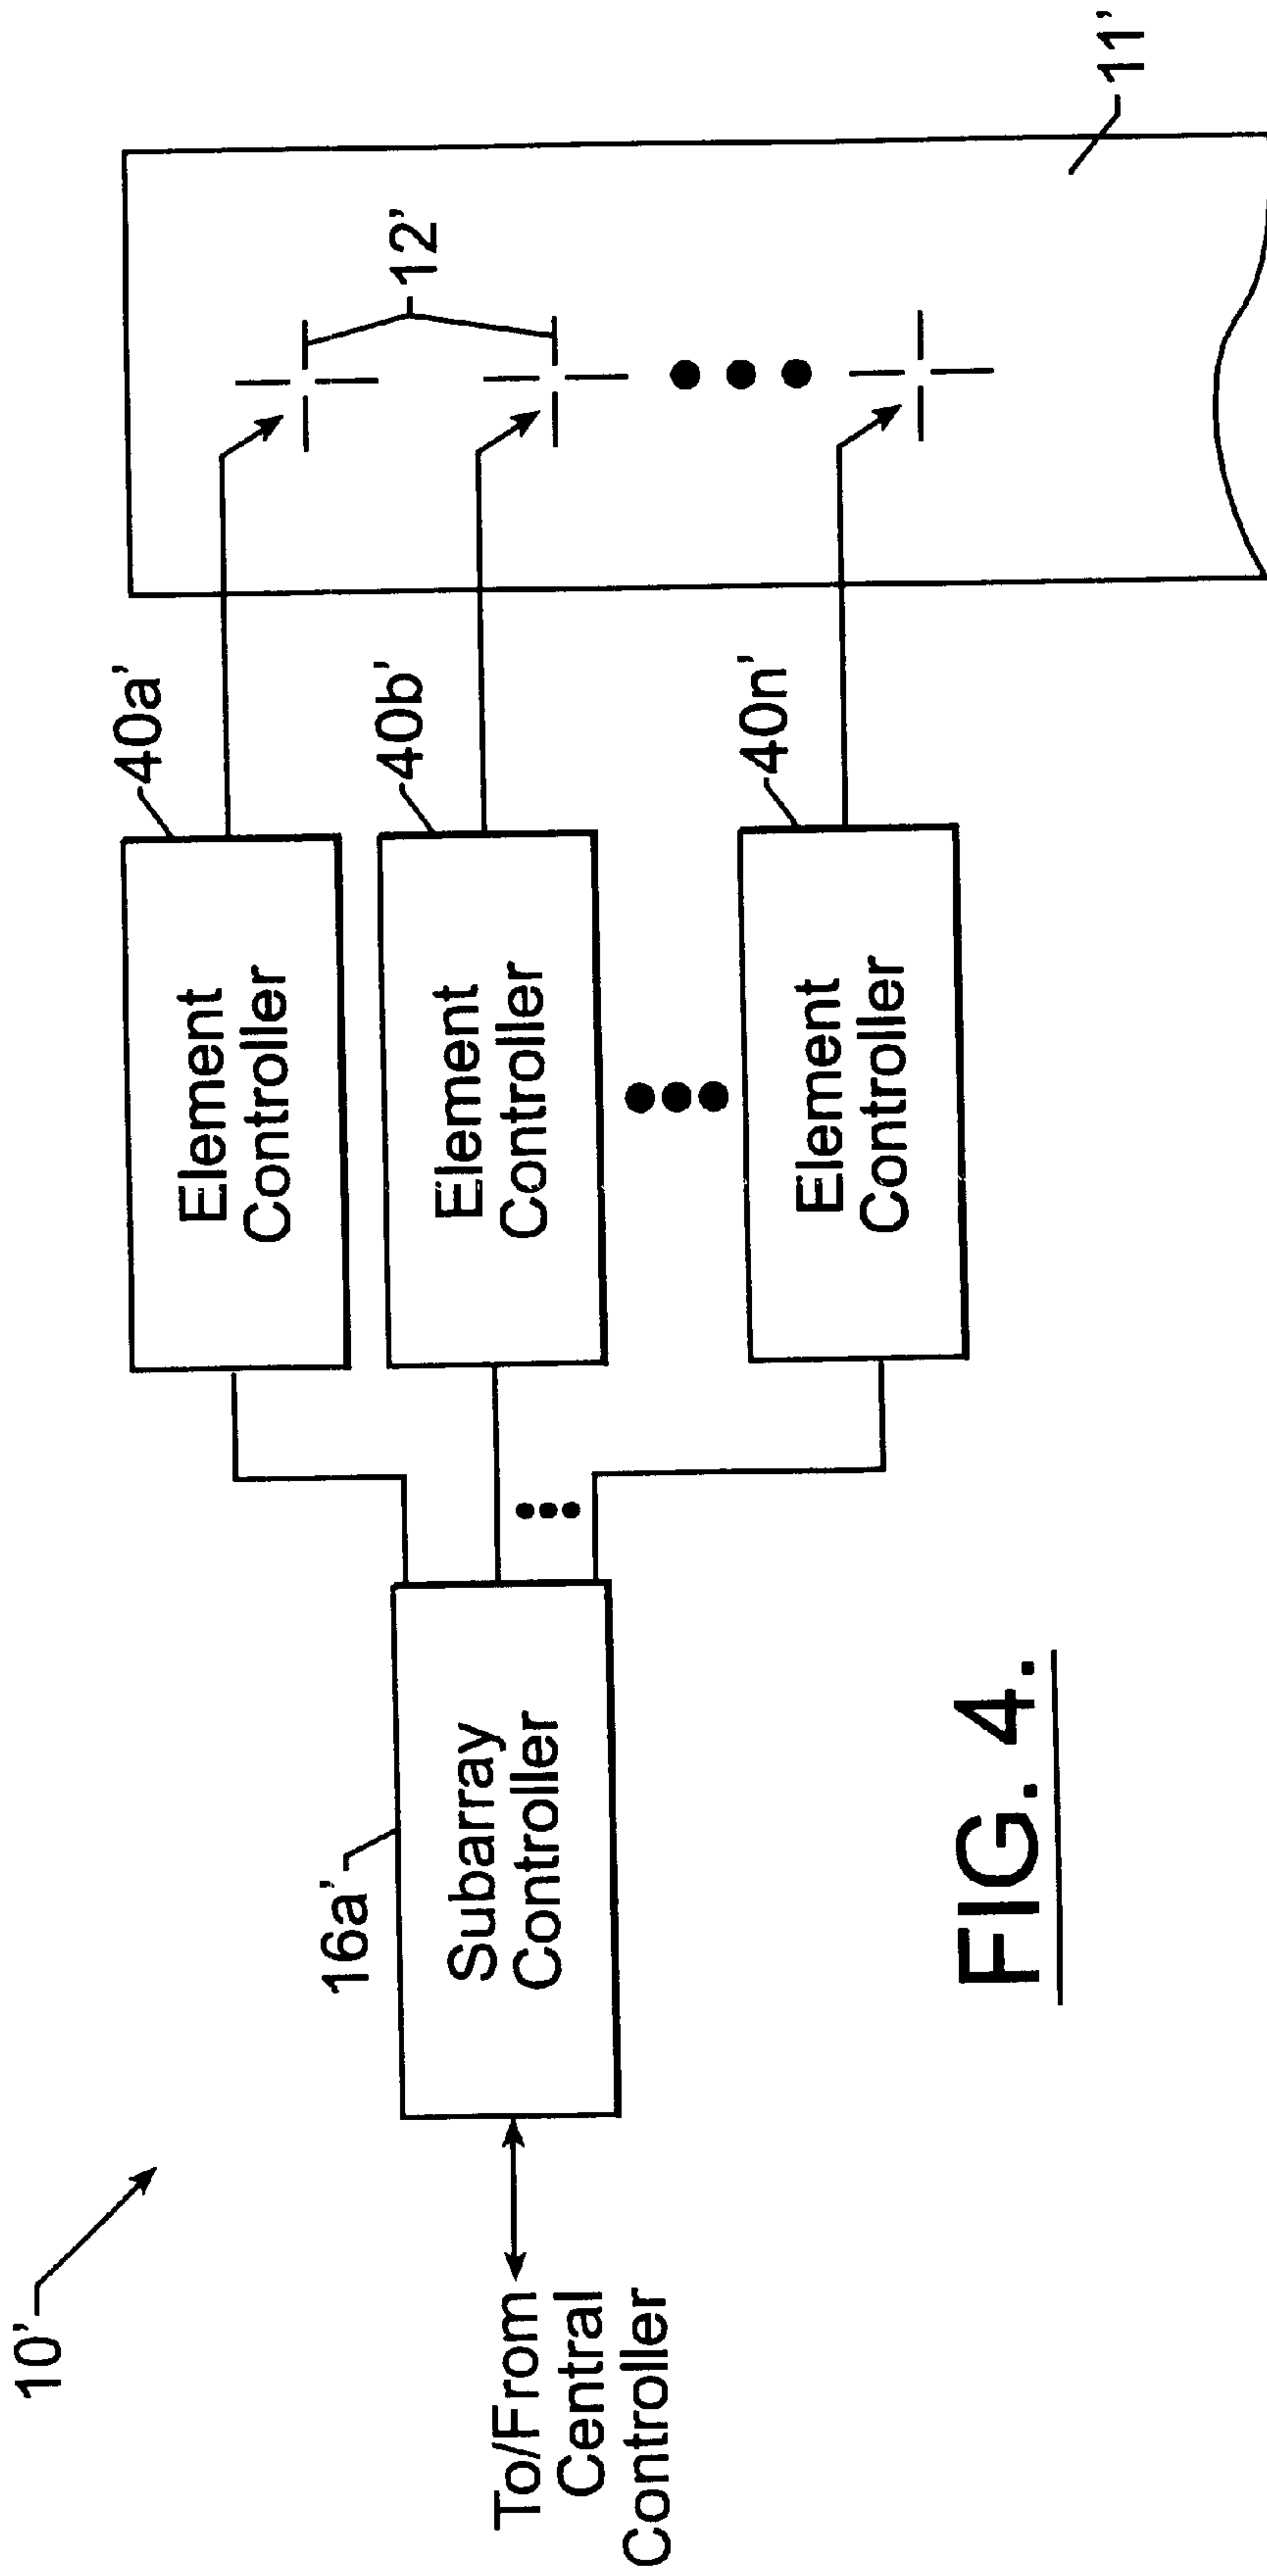 10’
To/From
Central
Controller
16a’
Subarray
Controller
40a’
Element
Controller
40b’
Element
Controller
40n’
Element
Controller
12’
11’
FIG. 4.